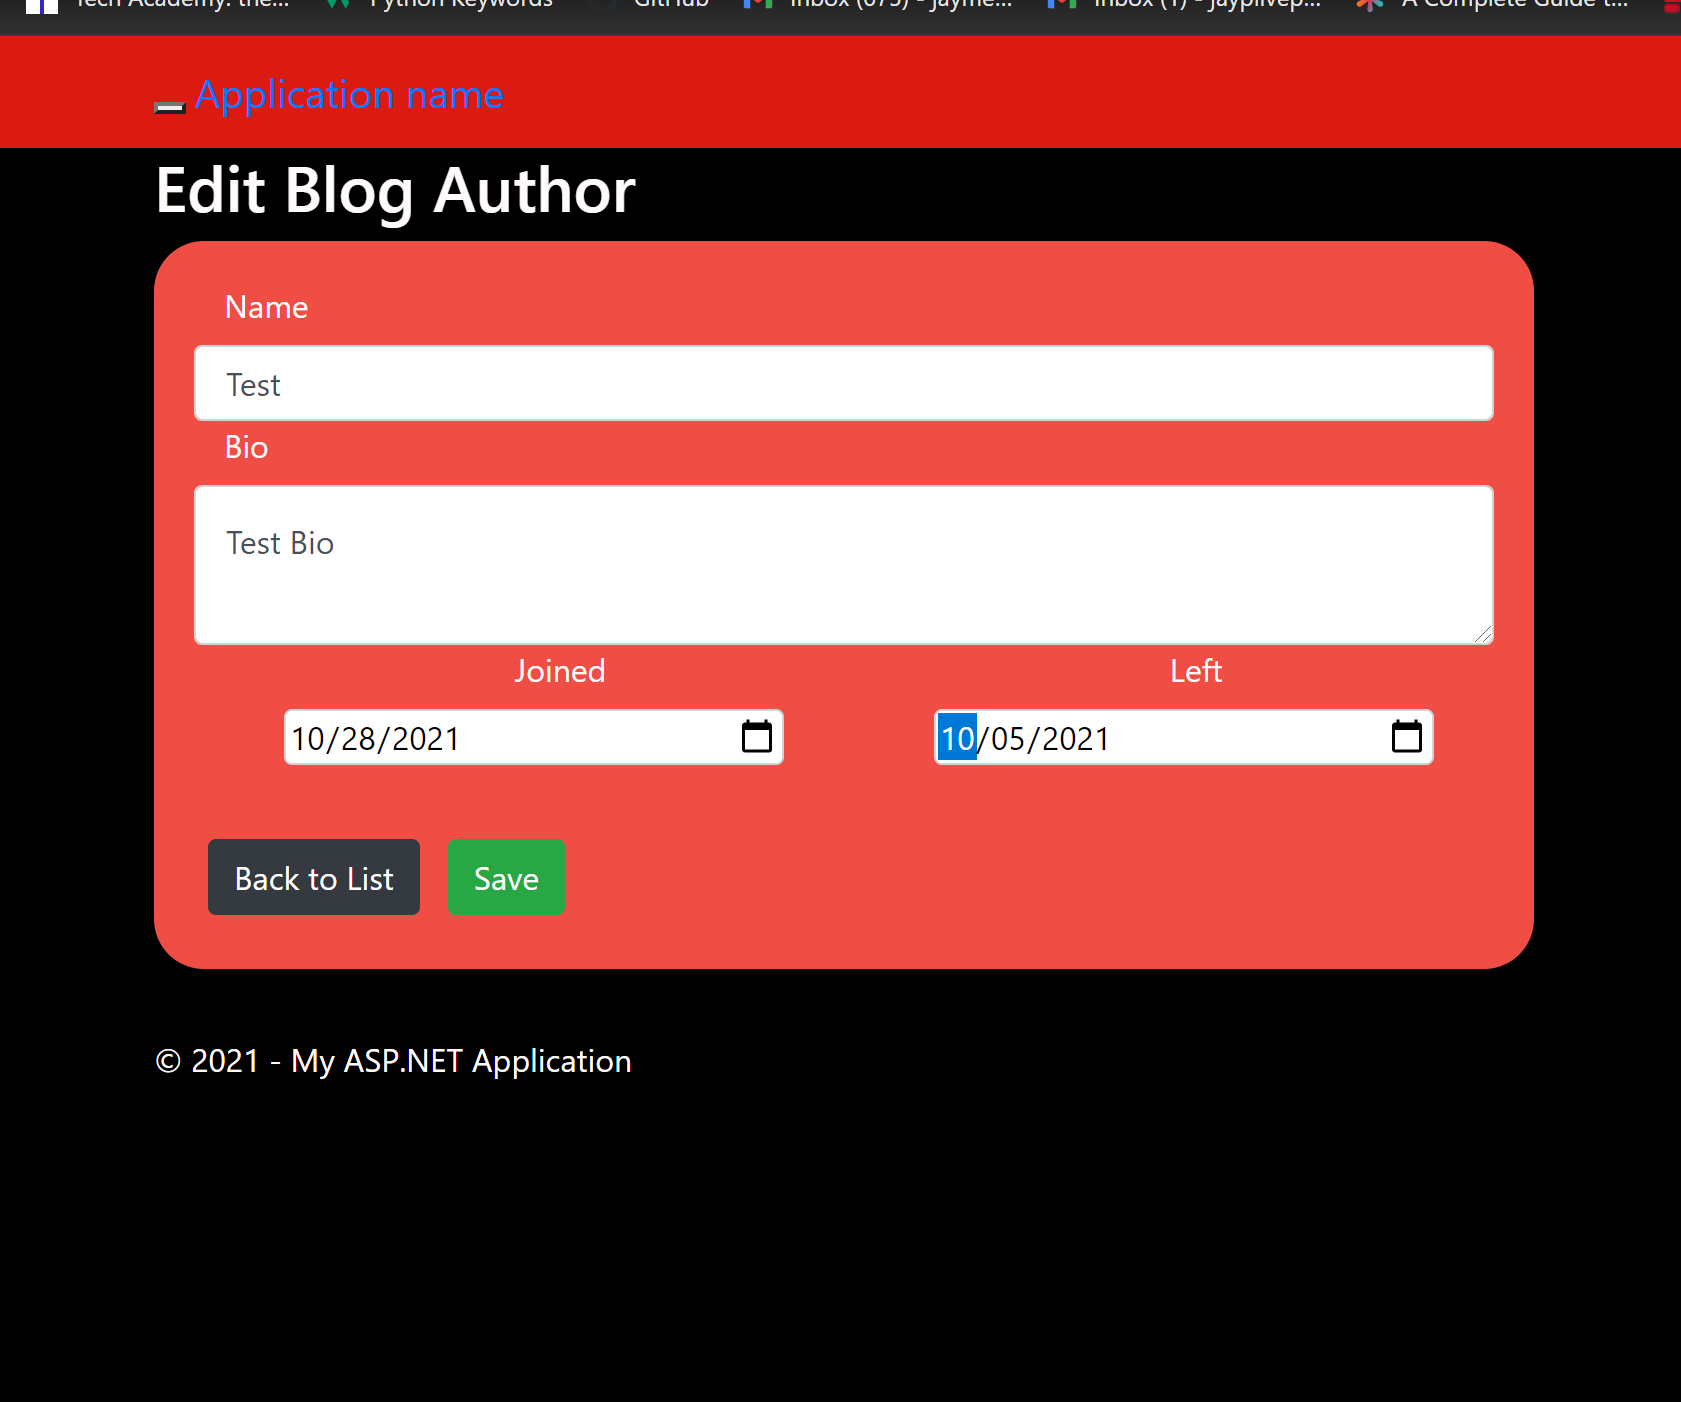 Tech Academy: the... Python Keywords GitHub Inbox (675) - jayme... Inbox (1) - jayplivep... A Complete Guide t...
Application name
Edit Blog Author
Name
Test
Bio
Test Bio
Joined Left
10/28/2021 10/05/2021
Back to List Save
© 2021 - My ASP.NET Application